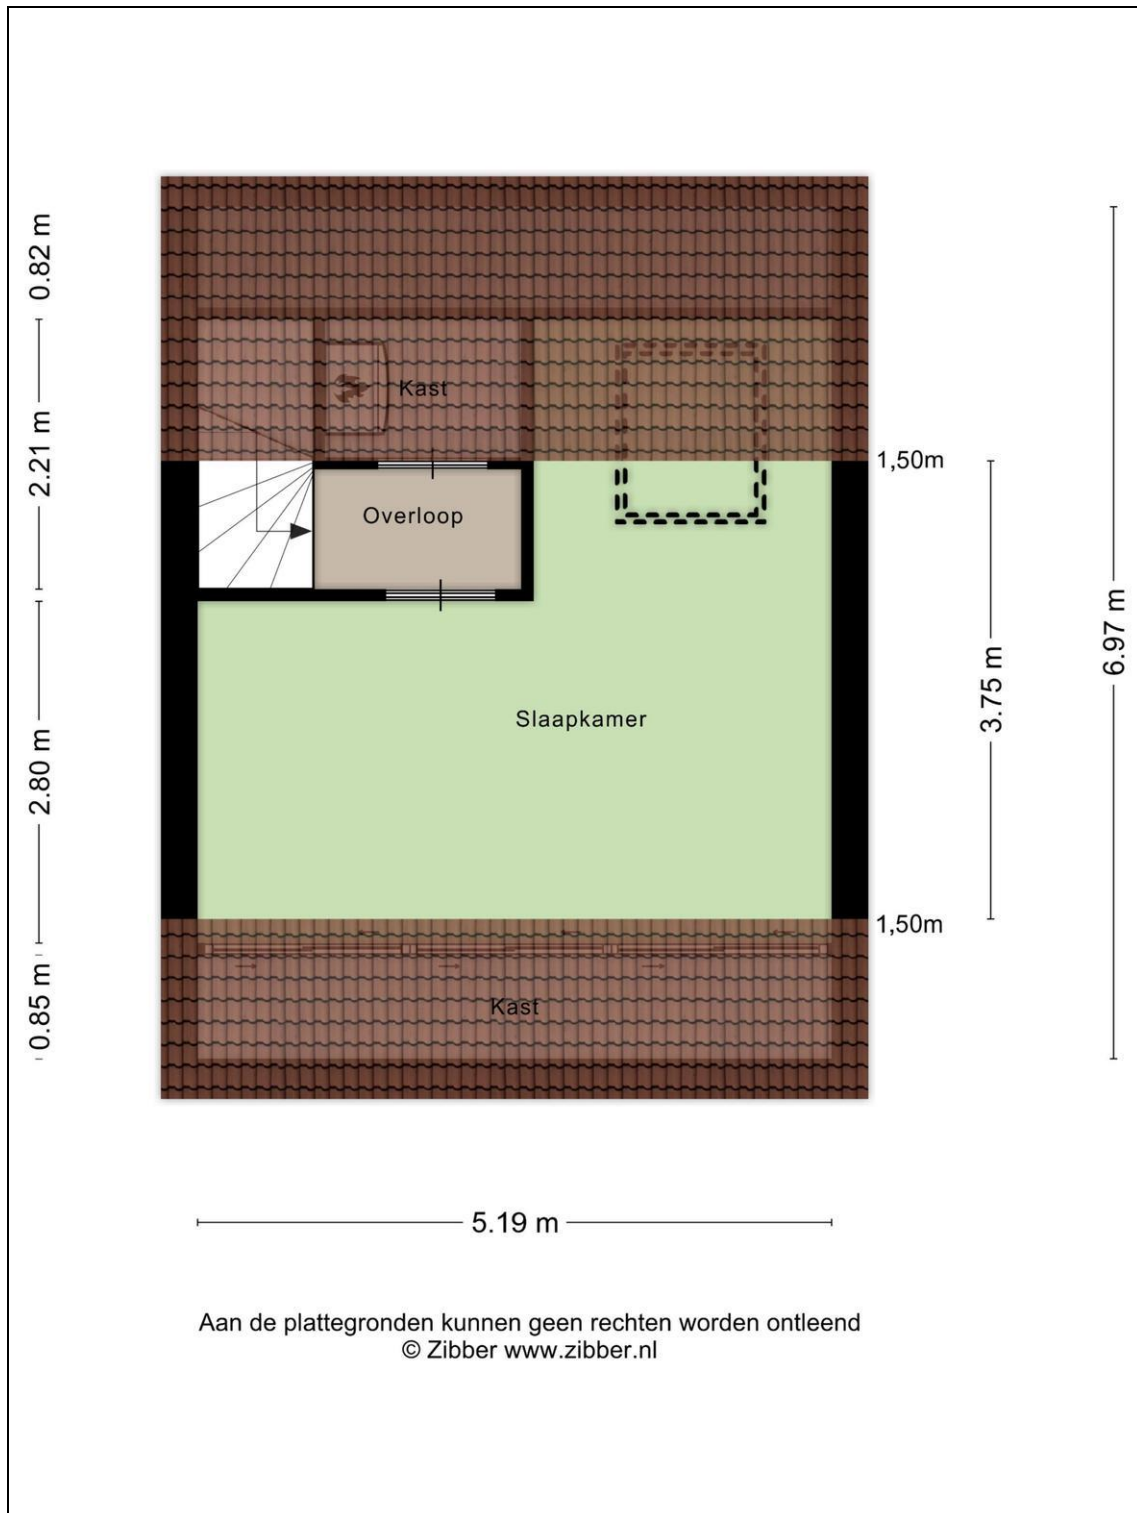 0.82 m
2.21 m
2.80 m
0.85 m
Kast
Overloop
Slaapkamer
Kast
1,50m
1,50m
3.75 m
6.97 m
5.19 m
Aan de plattegronden kunnen geen rechten worden ontleend
© Zibber www.zibber.nl